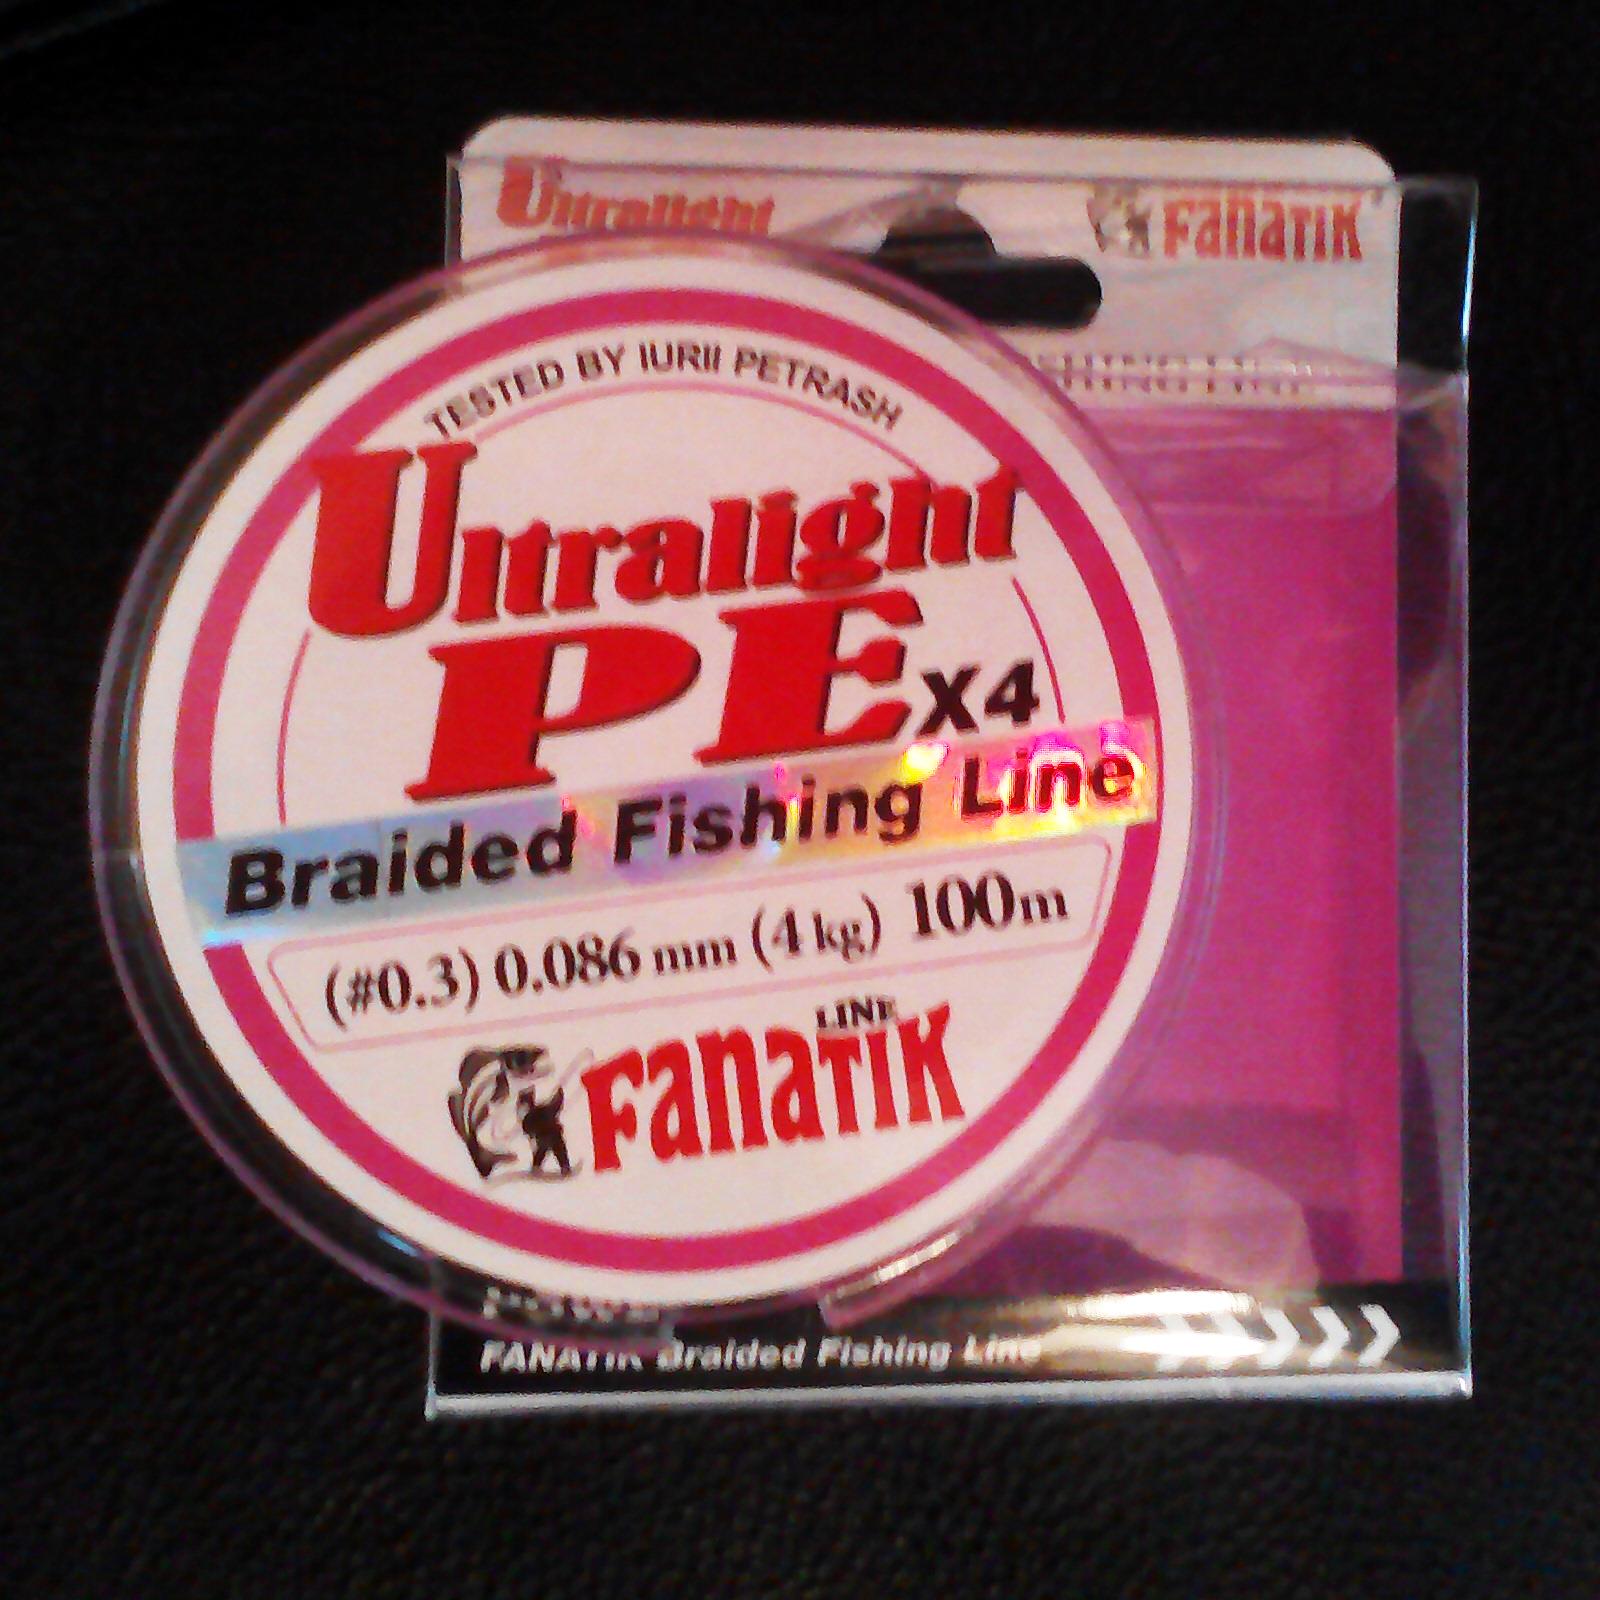 Ultralight
FANATIK
TESTED BY IURII PETRASH
Ultralight
PE X4
Braided Fishing Line
(#0.3) 0.086 mm (4 kg) 100m
LINE
FANATIK
FANATIK Braided Fishing Line